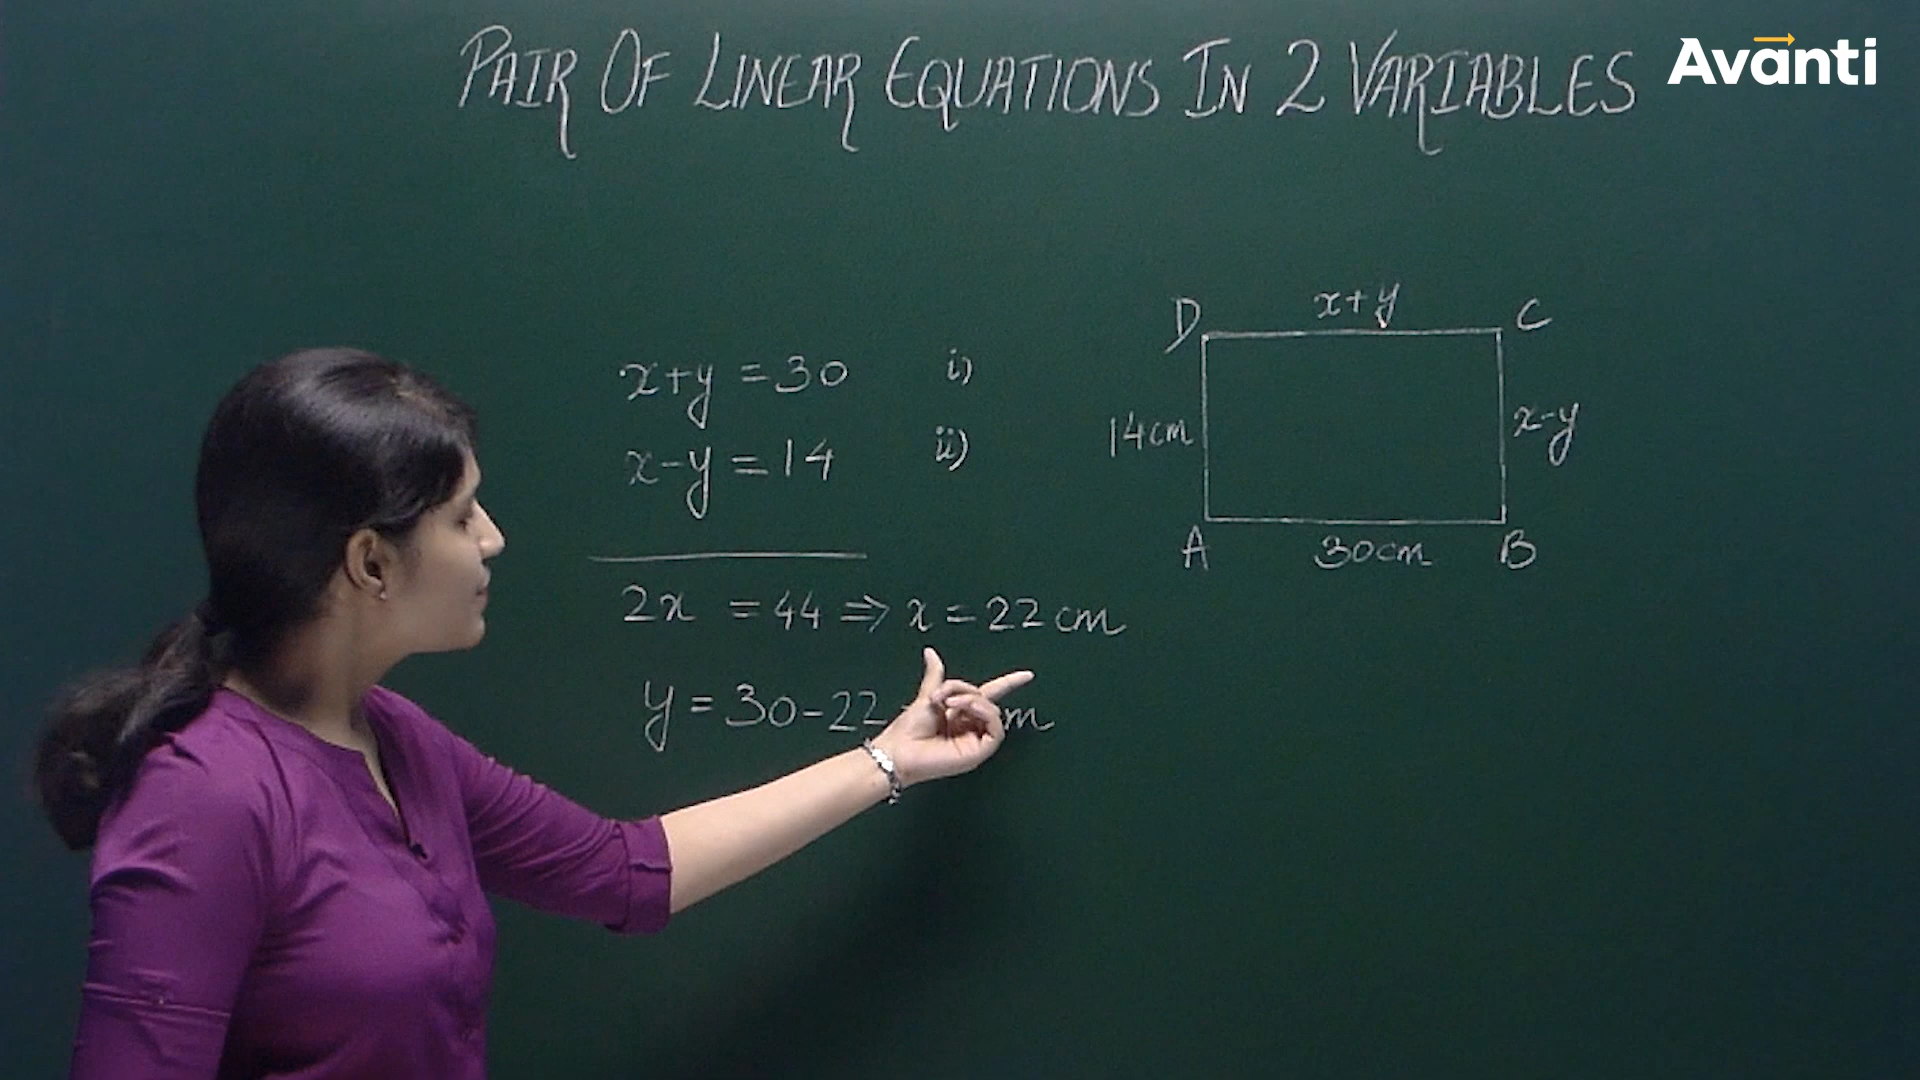 PAIR OF LINEAR EQUATIONS IN 2 VARIABLES
Avanti
x+y = 30 i)
x-y = 14 ii)
2x = 44 ⇒ x = 22 cm
y = 30-22 m
D x+y C
14cm x-y
A 30cm B